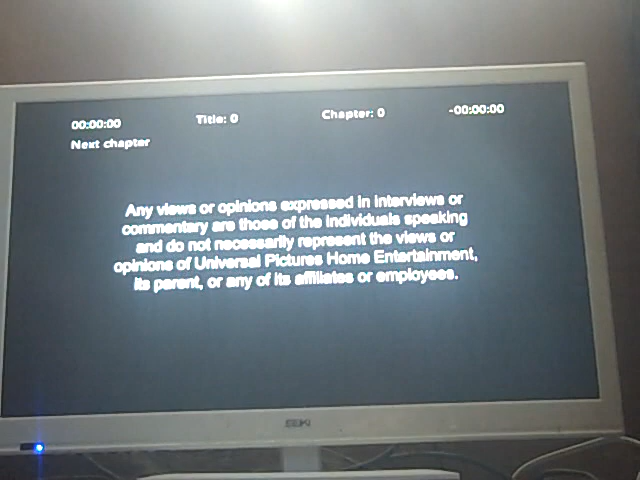 00:00:00 Title: 0 Chapter: 0 -00:00:00
Next chapter
Any views or opinions expressed in interviews or
commentary are those of the individuals speaking
and do not necessarily represent the views or
opinions of Universal Pictures Home Entertainment,
its parent, or any of its affiliates or employees.
SEIKI